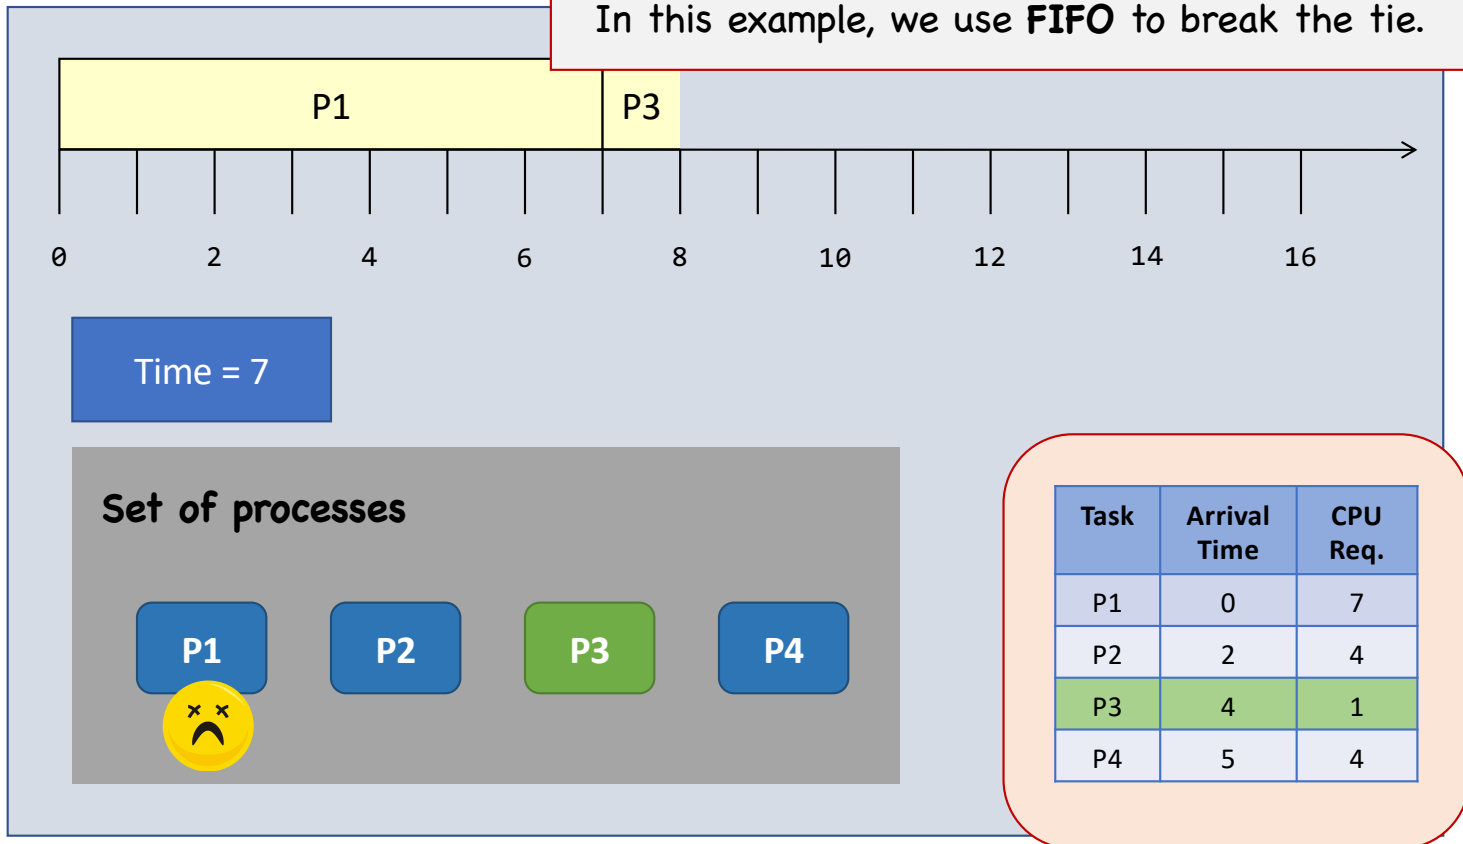 In this example, we use FIFO to break the tie.
P1 P3
0 2 4 6 8 10 12 14 16
Time = 7
Set of processes
P1 P2 P3 P4
Task Arrival Time CPU Req.
P1 0 7
P2 2 4
P3 4 1
P4 5 4